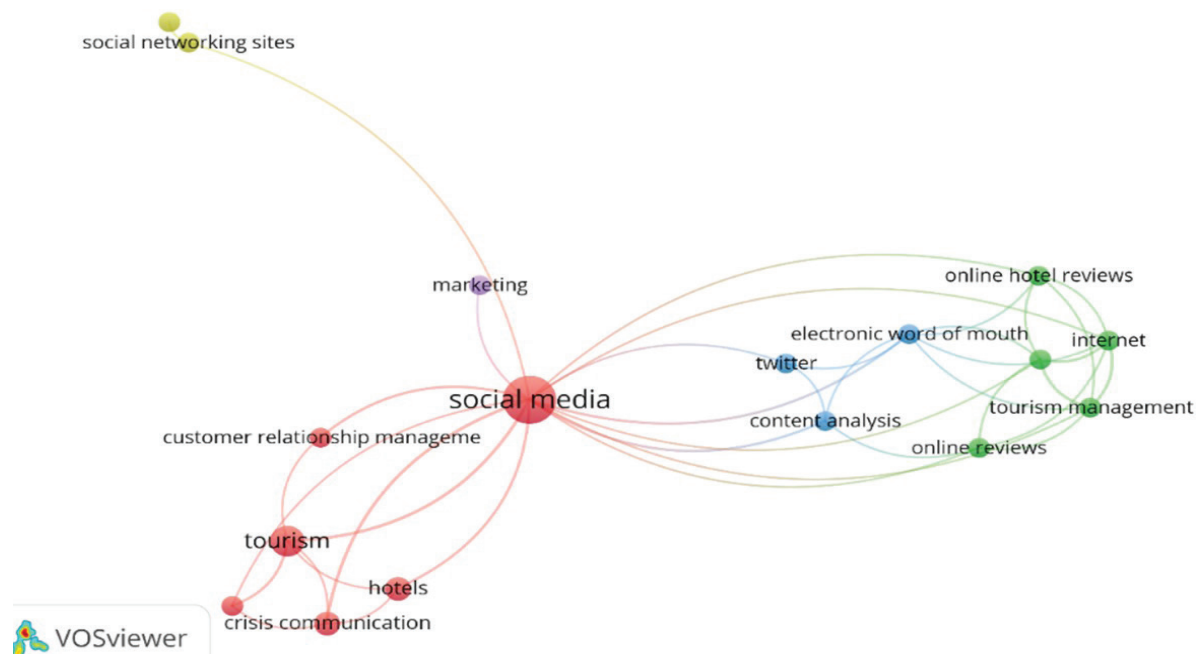 social networking sites
marketing
online hotel reviews
electronic word of mouth
internet
twitter
social media
tourism management
content analysis
customer relationship manageme
online reviews
tourism
hotels
crisis communication
VOSviewer